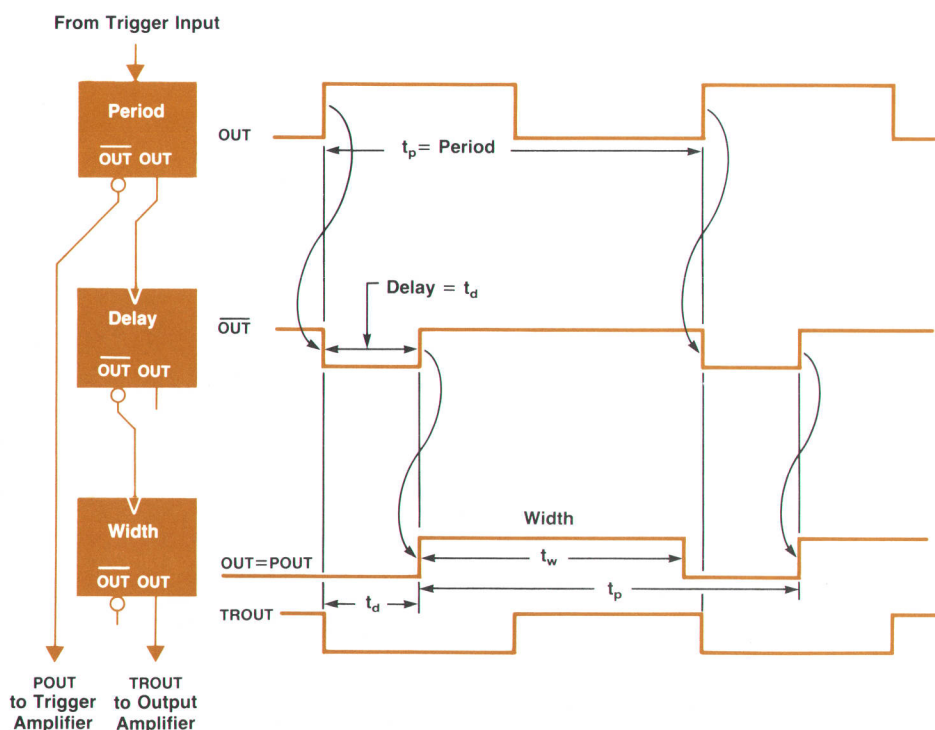 From Trigger Input
Period
OUT OUT
Delay
OUT OUT
Width
OUT OUT
POUT
to Trigger
Amplifier
TROUT
to Output
Amplifier
OUT
tp = Period
OUT
Delay = td
Width
OUT=POUT
tw
tp
td
TROUT